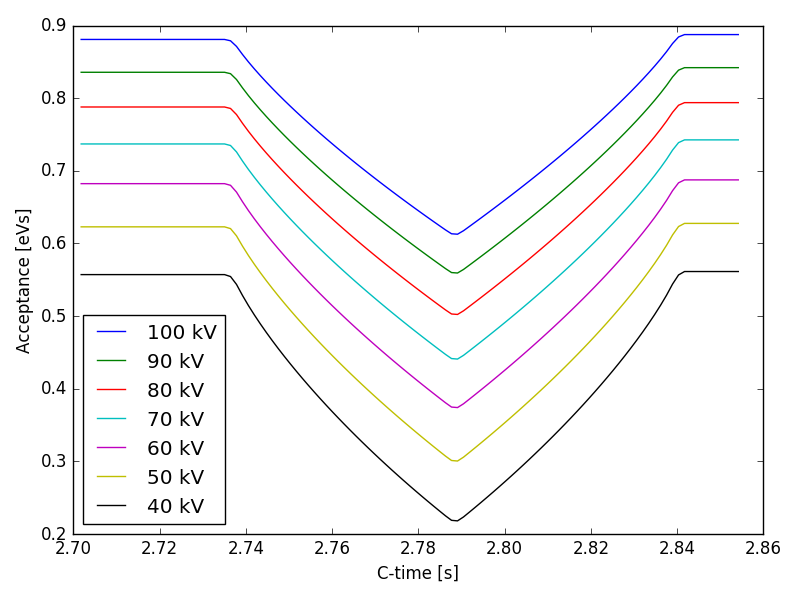 0.9
0.8
0.7
0.6
0.5
0.4
0.3
0.2
Acceptance [eVs]
100 kV
90 kV
80 kV
70 kV
60 kV
50 kV
40 kV
2.70 2.72 2.74 2.76 2.78 2.80 2.82 2.84 2.86
C-time [s]